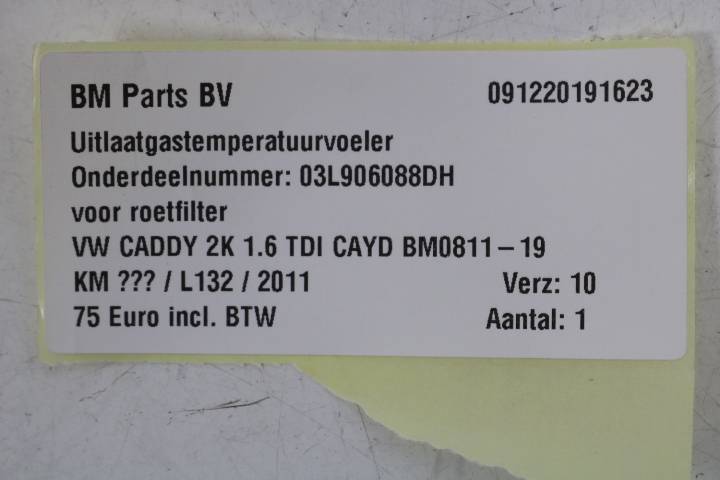 BM Parts BV 091220191623
Uitlaatgastemperatuurvoeler
Onderdeelnummer: 03L906088DH
voor roetfilter
VW CADDY 2K 1.6 TDI CAYD BM0811-19
KM ??? / L132 / 2011 Verz: 10
75 Euro incl. BTW Aantal: 1